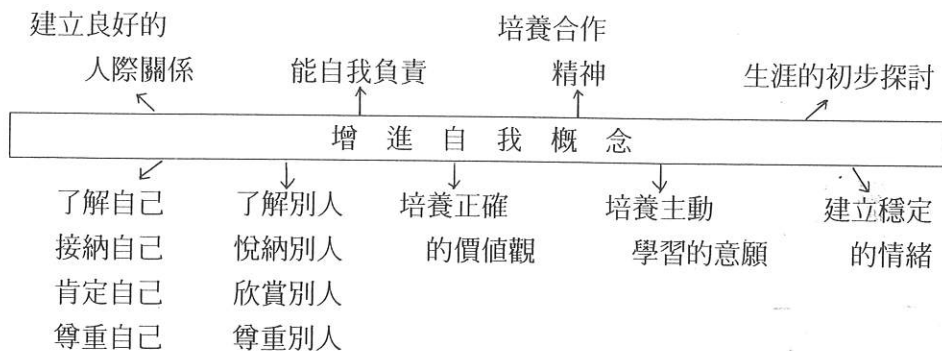 建立良好的
人際關係
能自我負責
培養合作
精神
生涯的初步探討
增進自我概念
了解自己
接納自己
肯定自己
尊重自己
了解別人
悅納別人
欣賞別人
尊重別人
培養正確
的價值觀
培養主動
學習的意願
建立穩定
的情緒